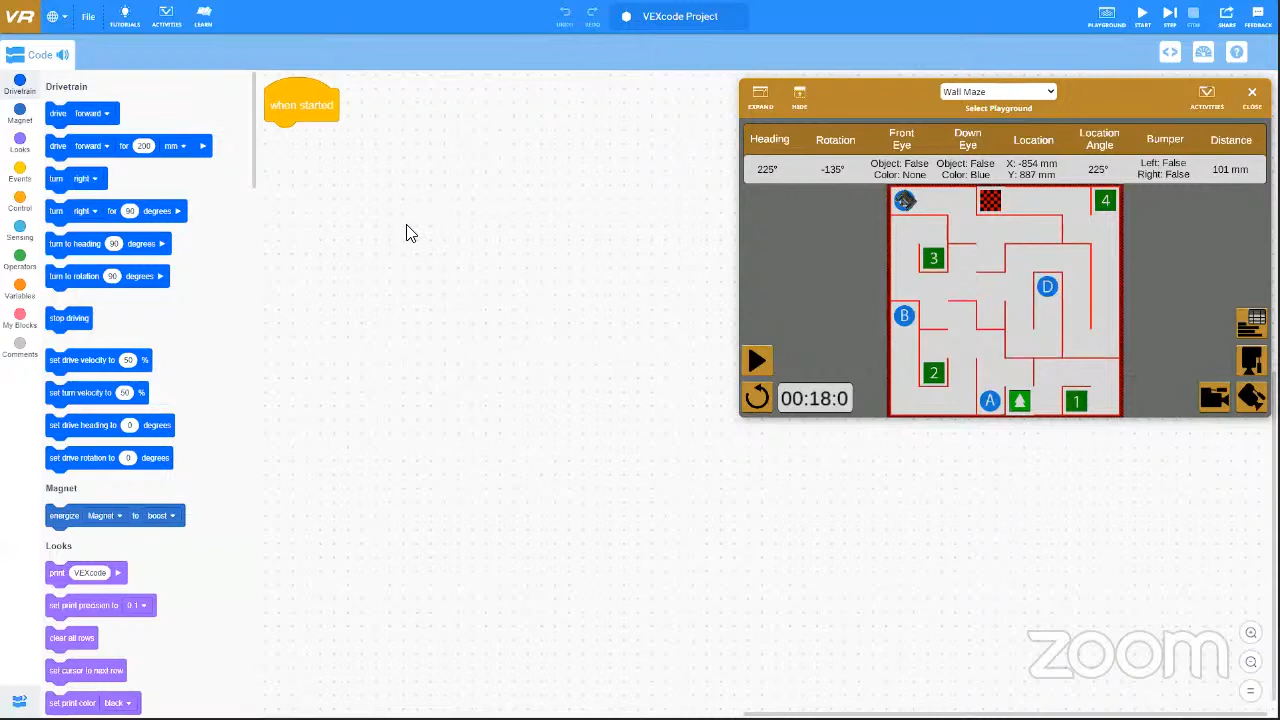 VR
File
TUTORIALS
ACTIVITIES
LEARN
UNDO
REDO
VEXcode Project
PLAYGROUND
START
STEP
STOP
SHARE
FEEDBACK
Code
Drivetrain
Magnet
Looks
Events
Control
Sensing
Operators
Variables
My Blocks
Comments
Drivetrain
drive forward
drive forward 200 mm
turn right
turn right for 90 degrees
turn to heading 90 degrees
turn to rotation 90 degrees
stop driving
set drive velocity to 50 %
set turn velocity to 50 %
set drive heading to 0 degrees
set drive rotation to 0 degrees
Magnet
energize Magnet to boost
Looks
print VEXcode
set print precision to 0.1
clear all rows
set cursor to next row
set print color black
when started
EXPAND
HIDE
Wall Maze
Select Playground
ACTIVITIES
CLOSE
Heading Rotation Front Eye Down Eye Location Location Angle Bumper Distance
225° -135° Object: False Color: None Object: False Color: Blue X: -854 mm Y: 887 mm 225° Left: False Right: False 101 mm
4
3
D
B
2
A
1
00:18:0
zoom